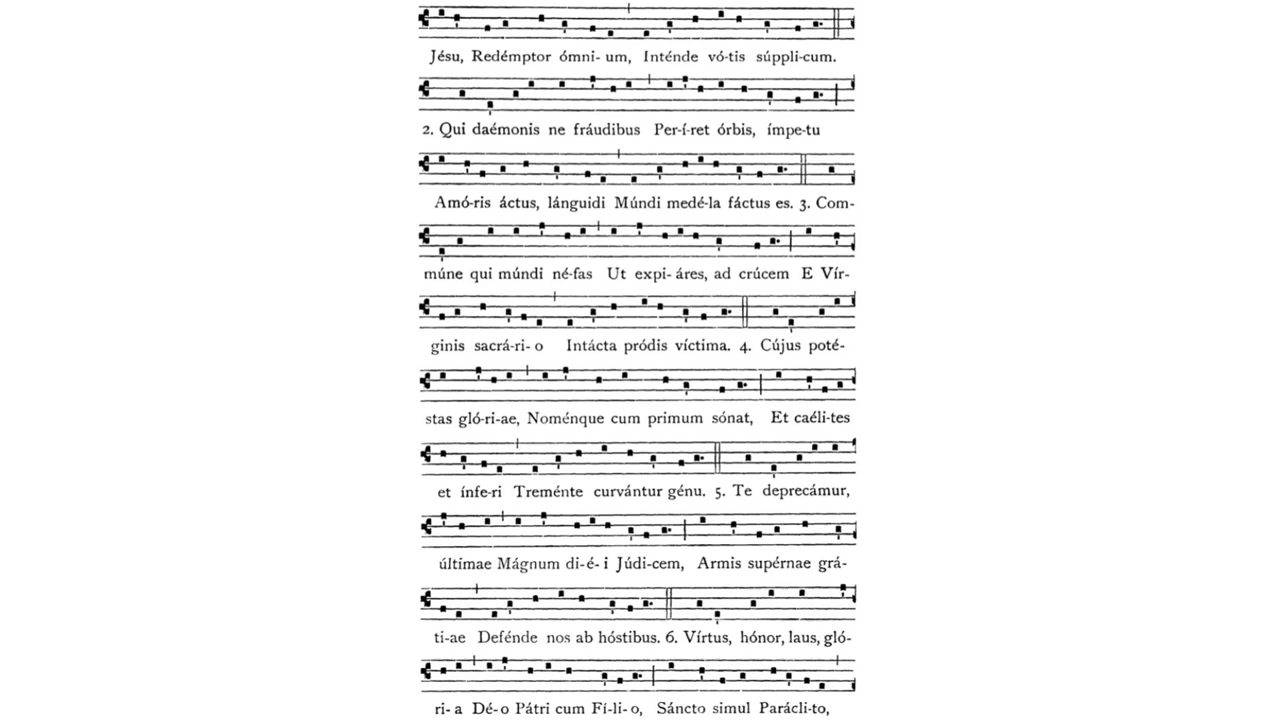 Jésu, Redémptor ómni- um, Inténde vó-tis súppli-cum.
2. Qui daémonis ne fráudibus Per-í-ret órbis, ímpe-tu
Amó-ris áctus, lánguidi Múndi medé-la fáctus es. 3. Com-
múne qui múndi né-fas Ut expi- áres, ad crúcem E Vír-
ginis sacrá-ri- o Intácta pródis víctima. 4. Cújus poté-
stas gló-ri-ae, Noménque cum primum sónat, Et caéli-tes
et ínfe-ri Treménte curvántur génu. 5. Te deprecámur,
últimae Mágnum di-é- i Júdi-cem, Armis supérnae grá-
ti-ae Defénde nos ab hóstibus. 6. Vírtus, hónor, laus, gló-
ri- a Dé- o Pátri cum Fí-li- o, Sáncto simul Parácli-to,